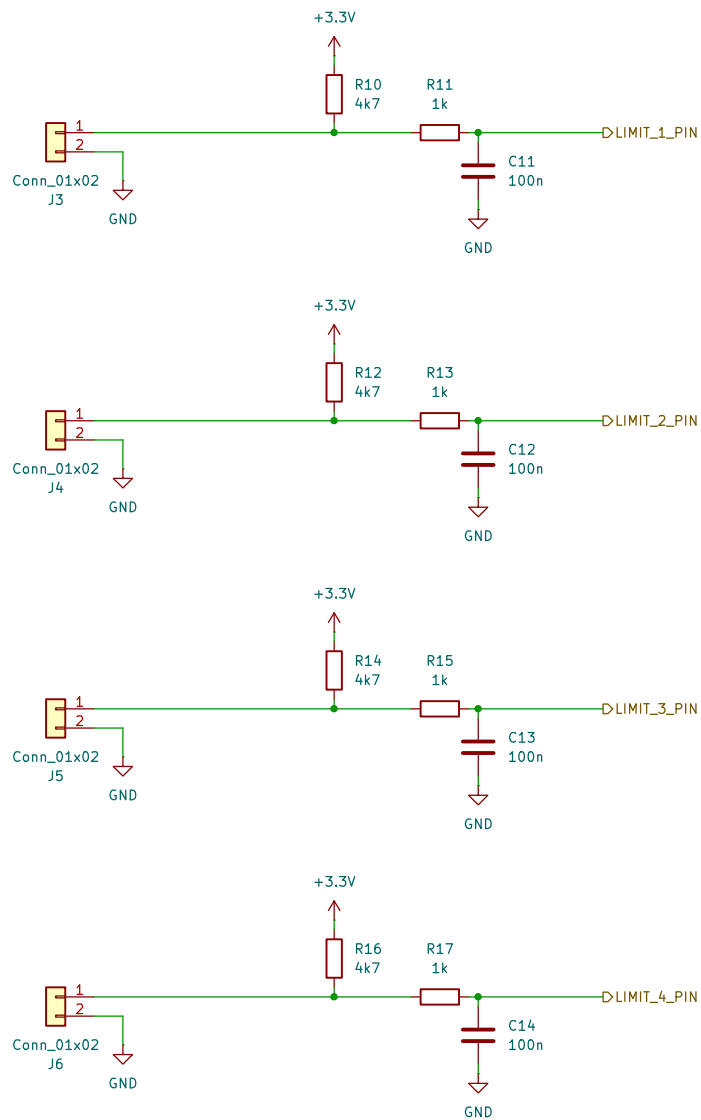 +3.3V
R10
4k7
R11
1k
1
2
LIMIT_1_PIN
C11
100n
Conn_01x02
J3
GND
GND
+3.3V
R12
4k7
R13
1k
1
2
LIMIT_2_PIN
C12
100n
Conn_01x02
J4
GND
GND
+3.3V
R14
4k7
R15
1k
1
2
LIMIT_3_PIN
C13
100n
Conn_01x02
J5
GND
GND
+3.3V
R16
4k7
R17
1k
1
2
LIMIT_4_PIN
C14
100n
Conn_01x02
J6
GND
GND